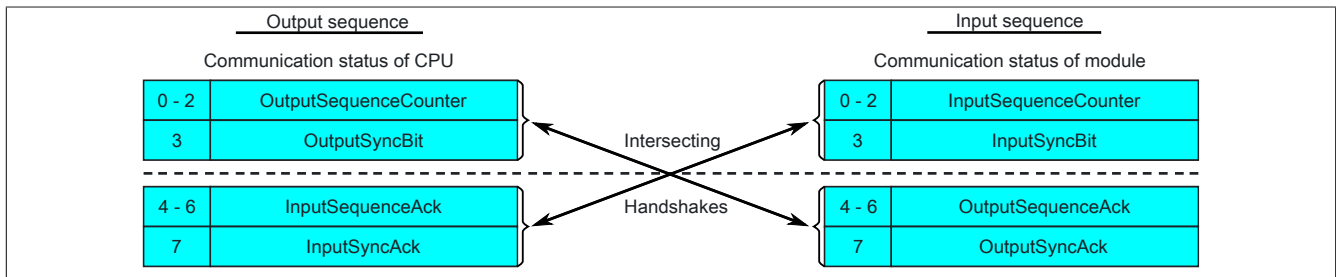 Output sequence
Input sequence
Communication status of CPU
Communication status of module
0 - 2 OutputSequenceCounter
0 - 2 InputSequenceCounter
3 OutputSyncBit
Intersecting
3 InputSyncBit
4 - 6 InputSequenceAck
Handshakes
4 - 6 OutputSequenceAck
7 InputSyncAck
7 OutputSyncAck